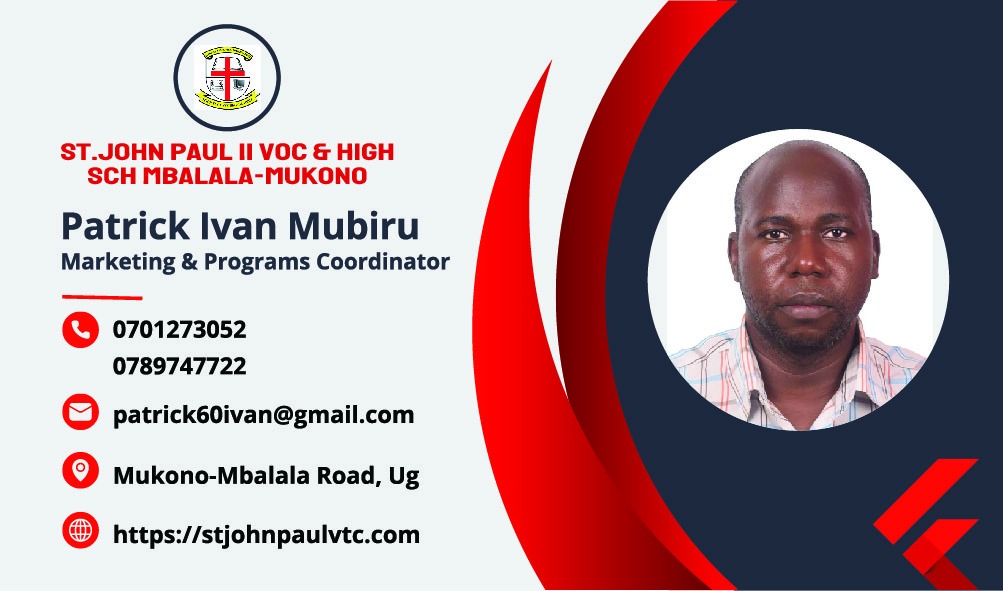 ST.JOHN PAUL II VOC & HIGH
SCH MBALALA-MUKONO
Patrick Ivan Mubiru
Marketing & Programs Coordinator
0701273052
0789747722
patrick60ivan@gmail.com
Mukono-Mbalala Road, Ug
https://stjohnpaulvtc.com